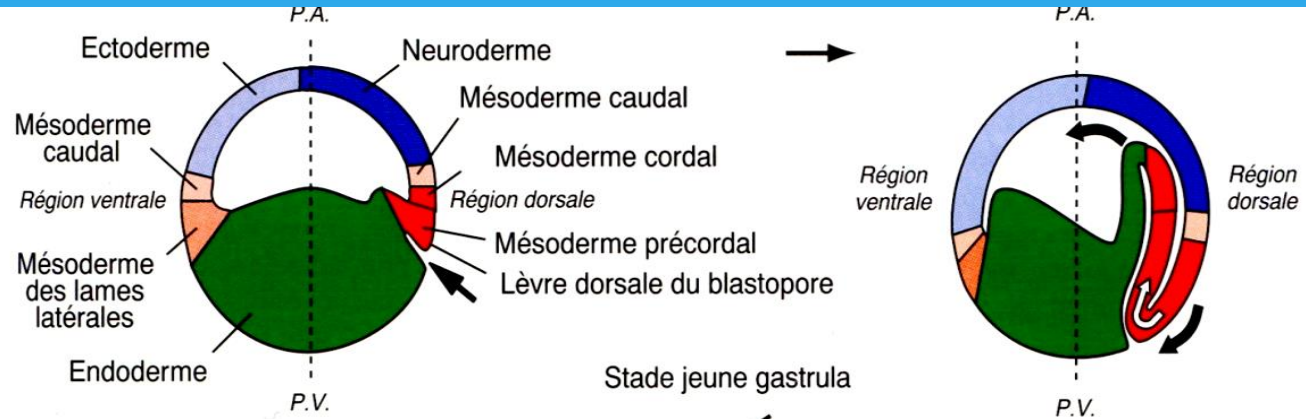 P.A.
Ectoderme
Neuroderme
Mésoderme caudal
Mésoderme
caudal
Mésoderme cordal
Région ventrale
Région dorsale
Mésoderme précordal
Mésoderme
des lames
latérales
Lèvre dorsale du blastopore
Endoderme
P.V.
Stade jeune gastrula
P.A.
Région
ventrale
Région
dorsale
P.V.